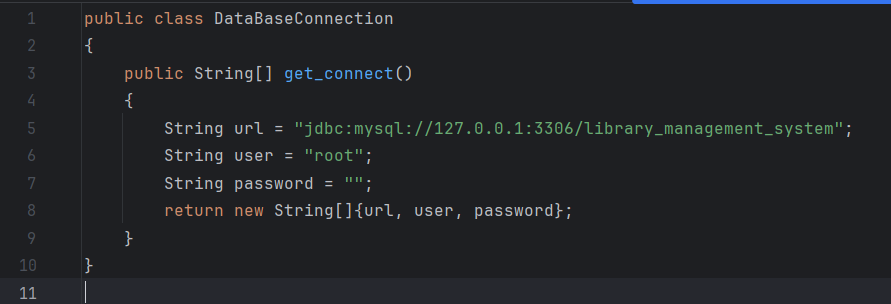 1 public class DataBaseConnection
2 {
3     public String[] get_connect()
4     {
5         String url = "jdbc:mysql://127.0.0.1:3306/library_management_system";
6         String user = "root";
7         String password = "";
8         return new String[]{url, user, password};
9     }
10 }
11